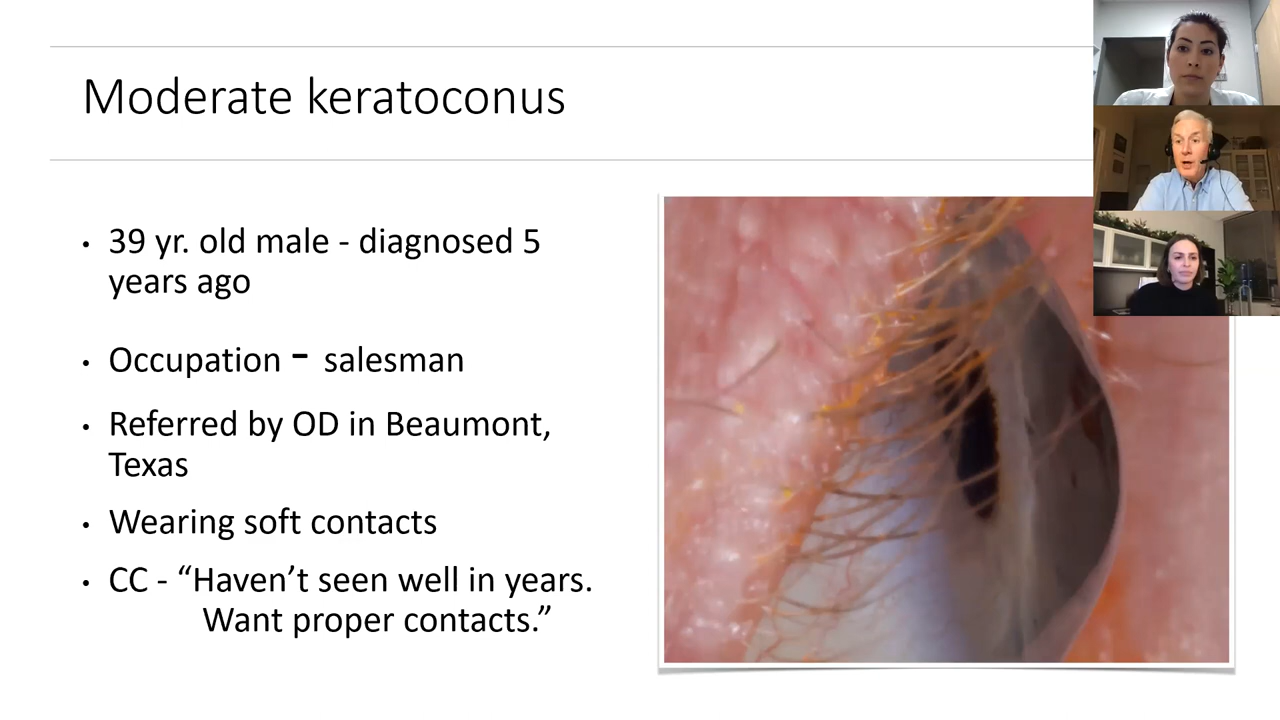 Moderate keratoconus
• 39 yr. old male - diagnosed 5
years ago
• Occupation - salesman
• Referred by OD in Beaumont,
Texas
• Wearing soft contacts
• CC - “Haven’t seen well in years.
Want proper contacts.”